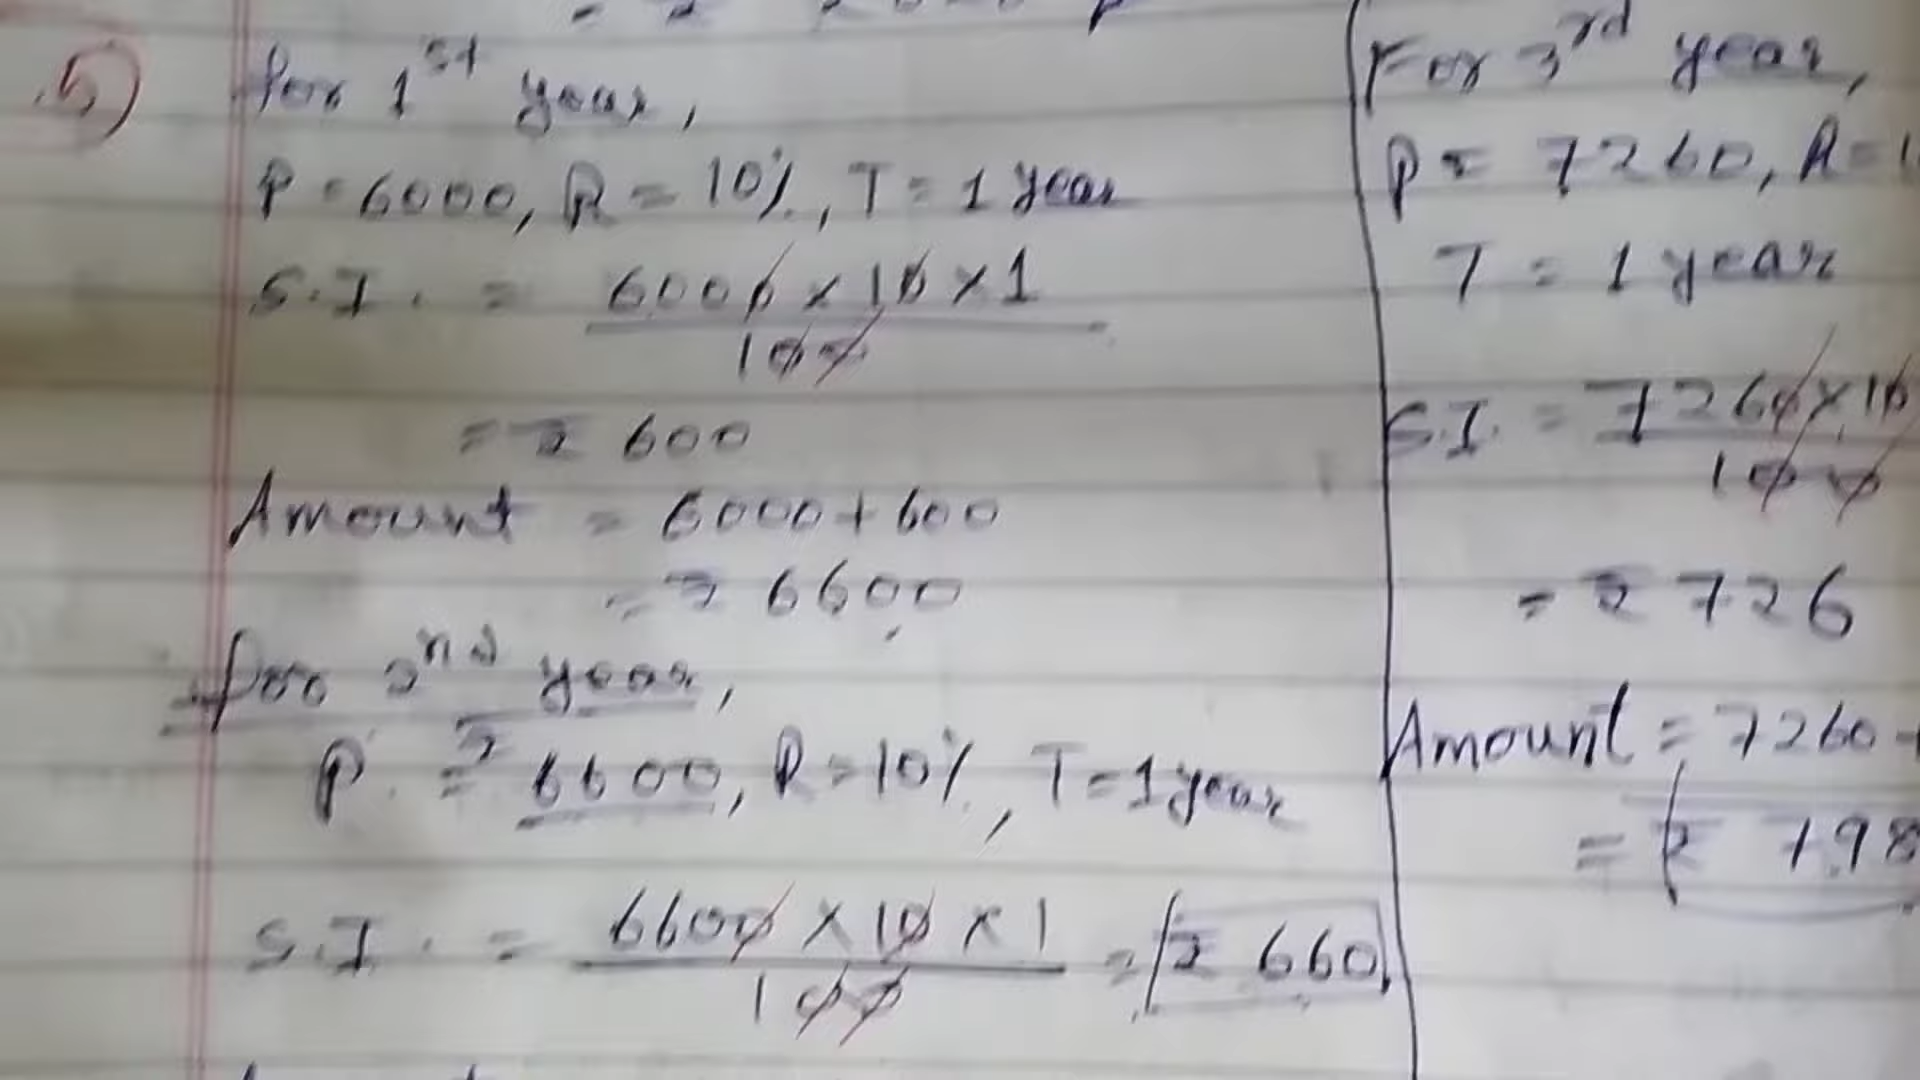 5)
for 1st year,
P = 6000, R = 10%, T = 1 year
S.I. = 6000 × 10 × 1
100
= ₹ 600
Amount = 6000 + 600
= ₹ 6600
for 2nd year,
P = ₹ 6600, R = 10%, T = 1 year
S.I. = 6600 × 10 × 1 = ₹ 660
100
For 3rd year,
P = 7260, R = 1
T = 1 year
S.I. = 7260 × 10
100
= ₹ 726
Amount = 7260 +
= ₹ 798